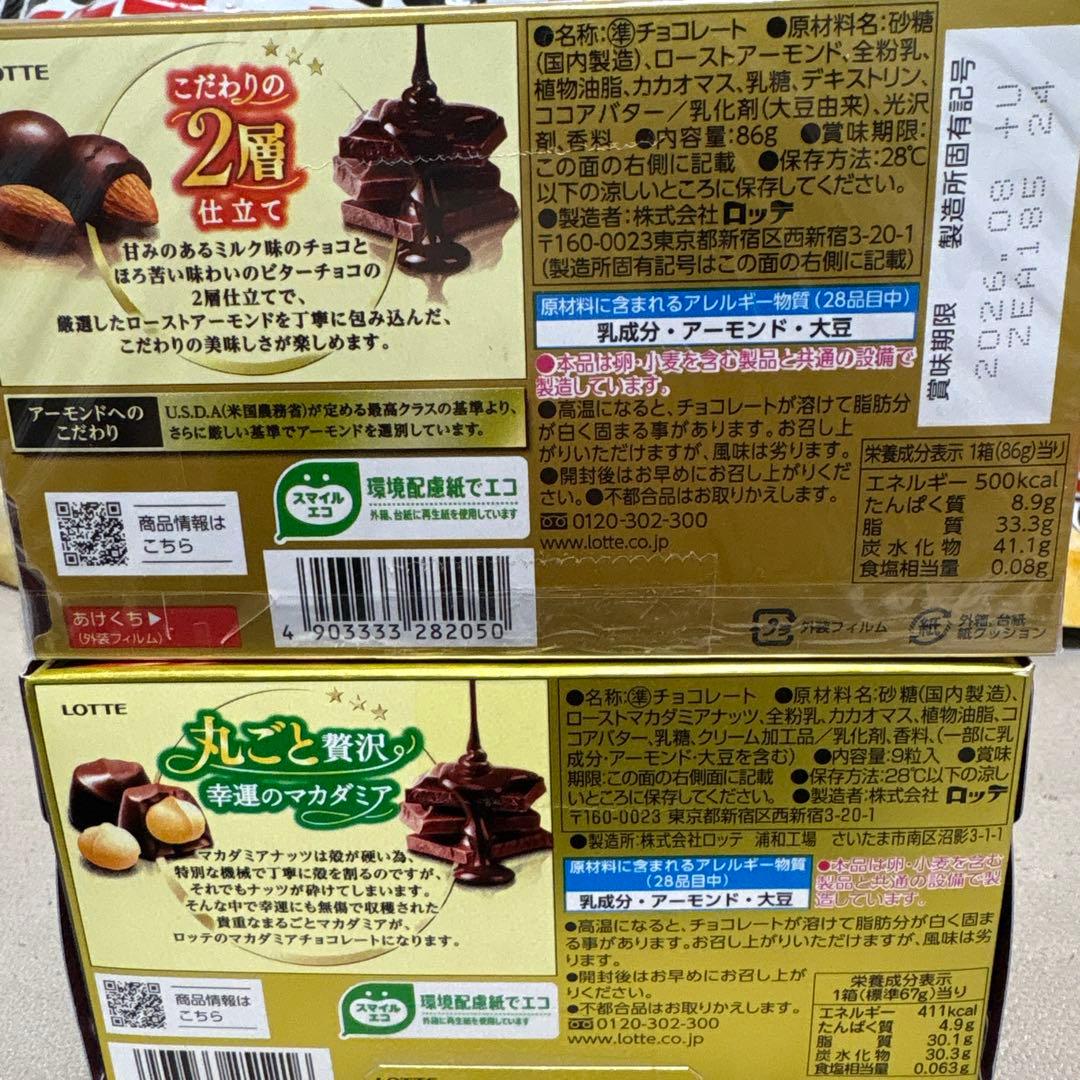 OTTE
こだわりの
2層
仕立て
甘みのあるミルク味のチョコと
ほろ苦い味わいのビターチョコの
2層仕立てで、
厳選したローストアーモンドを丁寧に包み込んだ、
こだわりの美味しさが楽しめます。
アーモンドへの
こだわり
U.S.D.A(米国農務省)が定める最高クラスの基準より、
さらに厳しい基準でアーモンドを選別しています。
商品情報は
こちら
スマイル
エコ
環境配慮紙でエコ
外箱、台紙に再生紙を使用しています
あけくち▶
(外装フィルム)
4 903333 282050
●名称:準チョコレート ●原材料名:砂糖
(国内製造)、ローストアーモンド、全粉乳、
植物油脂、カカオマス、乳糖、デキストリン、
ココアバター/乳化剤(大豆由来)、光沢
剤、香料 ●内容量:86g ●賞味期限:
この面の右側に記載 ●保存方法:28℃
以下の涼しいところに保存してください。
●製造者:株式会社ロッテ
〒160-0023東京都新宿区西新宿3-20-1
(製造所固有記号はこの面の右側に記載)
原材料に含まれるアレルギー物質(28品目中)
乳成分・アーモンド・大豆
●本品は卵・小麦を含む製品と共通の設備で
製造しています。
●高温になると、チョコレートが溶けて脂肪分
が白く固まる事があります。お召し上
がりいただけますが、風味は劣ります。
●開封後はお早めにお召し上がりくだ
さい。●不都合品はお取りかえします。
0120-302-300
www.lotte.co.jp
賞味期限 製造所固有記号
2026.08 +U
ZEA185 24
栄養成分表示 1箱(86g)当り
エネルギー 500kcal
たんぱく質 8.9g
脂質 33.3g
炭水化物 41.1g
食塩相当量 0.08g
プラ 外装フィルム
紙 外箱、台紙
紙クッション
LOTTE
丸ごと贅沢
幸運のマカダミア
マカダミアナッツは殻が硬い為、
特別な機械で丁寧に殻を割るのですが、
それでもナッツが砕けてしまいます。
そんな中で幸運にも無傷で収穫された
貴重なまるごとマカダミアが、
ロッテのマカダミアチョコレートになります。
商品情報は
こちら
スマイル
エコ
環境配慮紙でエコ
外箱に再生紙を使用しています
●名称:準チョコレート ●原材料名:砂糖(国内製造)、
ローストマカダミアナッツ、全粉乳、カカオマス、植物油脂、コ
コアバター、乳糖、クリーム加工品/乳化剤、香料、(一部に乳
成分・アーモンド・大豆を含む) ●内容量:9粒入 ●賞味
期限:この面の右側面に記載 ●保存方法:28℃以下の涼し
いところに保存してください。 ●製造者:株式会社 ロッテ
〒160-0023 東京都新宿区西新宿3-20-1
●製造所:株式会社ロッテ 浦和工場 さいたま市南区沼影3-1-1
原材料に含まれるアレルギー物質
(28品目中)
乳成分・アーモンド・大豆
●本品は卵・小麦を含む
製品と共通の設備で製
造しています。
●高温になると、チョコレートが溶けて脂肪分が白く固ま
る事があります。お召し上がりいただけますが、風味は劣
ります。
●開封後はお早めにお召し上が
りください。
●不都合品はお取りかえします。
0120-302-300
www.lotte.co.jp
栄養成分表示
1箱(標準67g)当り
エネルギー 411kcal
たんぱく質 4.9g
脂質 30.1g
炭水化物 30.3g
食塩相当量 0.063g
LOTTE